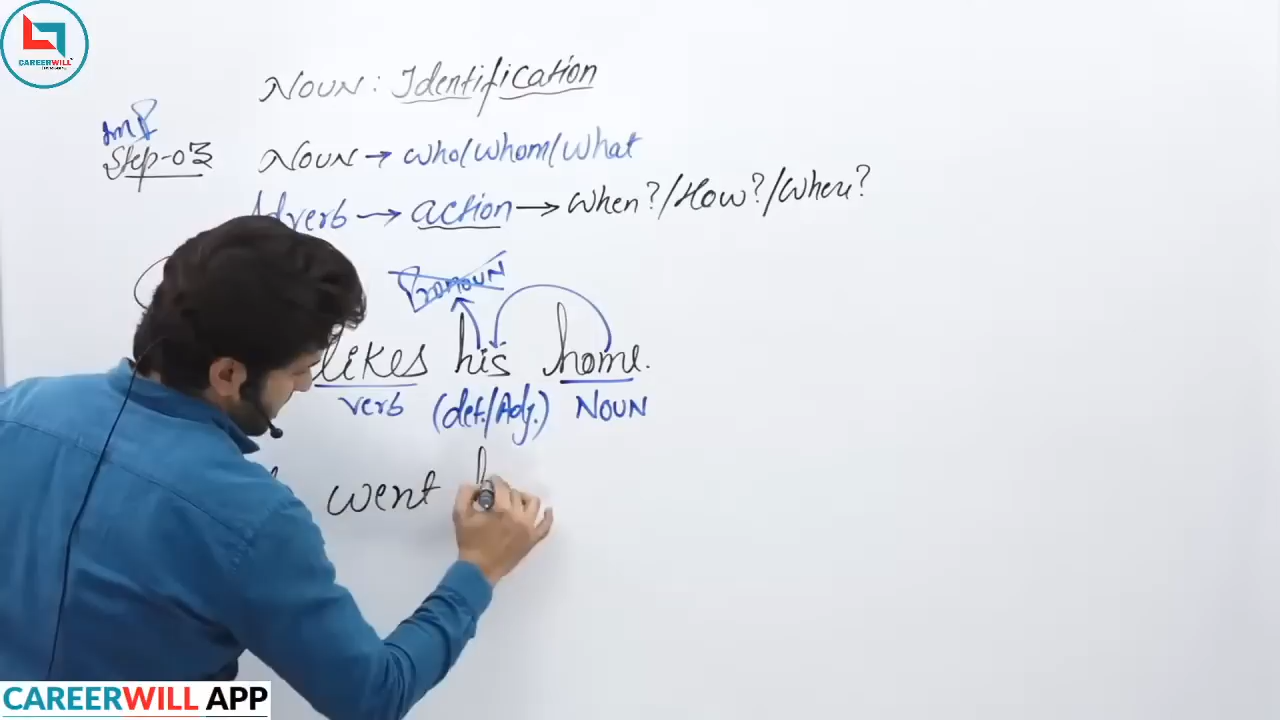 CAREERWILL
Noun : Identification
Imp
Step-03
Noun → who/whom/what
Adverb → action → When?/How?/Where?
Pronoun
likes his home.
verb (det./Adj.) Noun
went h
CAREERWILL APP